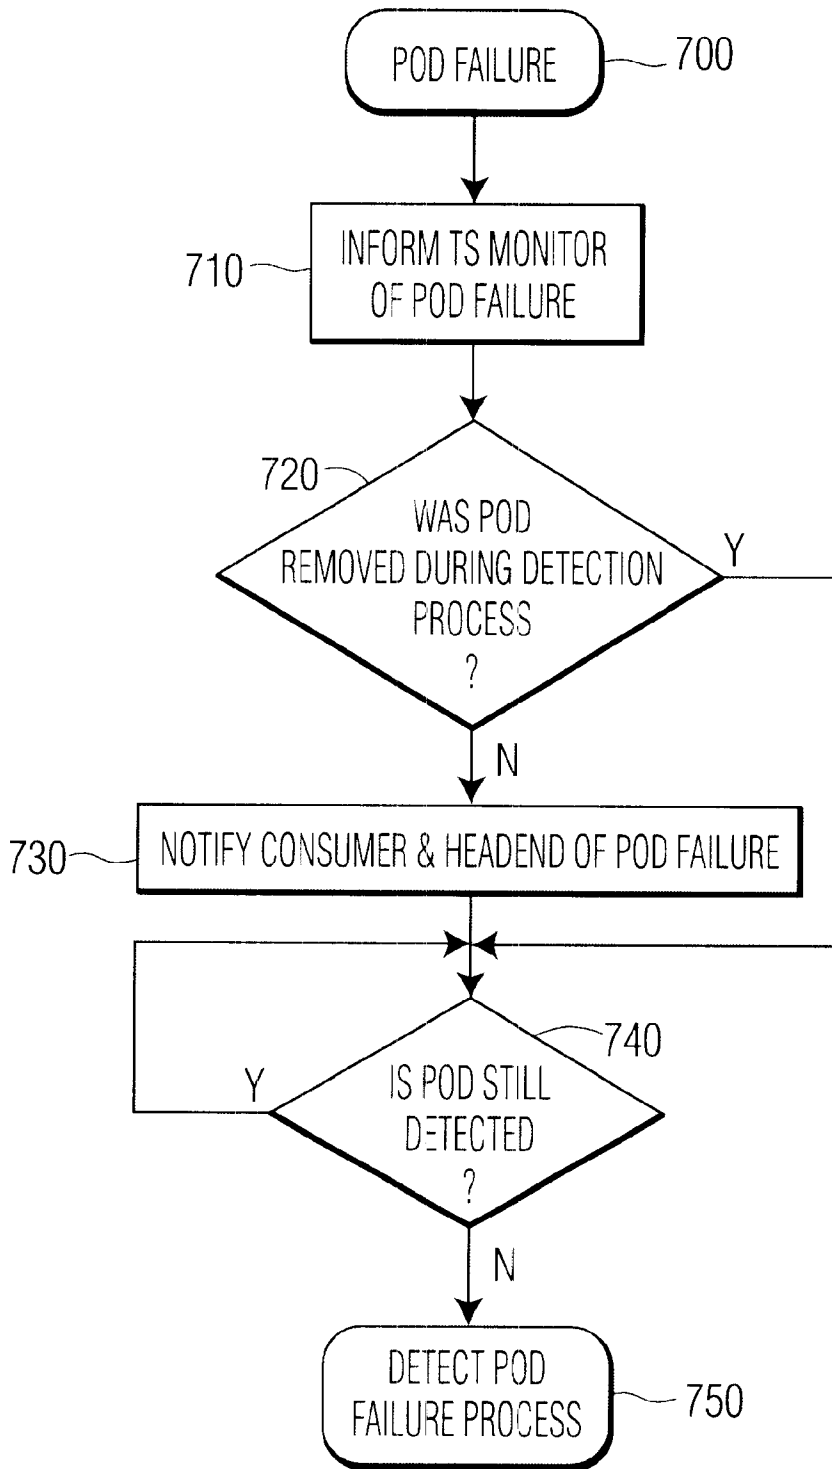 POD FAILURE
700
INFORM TS MONITOR
OF POD FAILURE
710
720
WAS POD
REMOVED DURING DETECTION
PROCESS
?
Y
N
730
NOTIFY CONSUMER & HEADEND OF POD FAILURE
740
IS POD STILL
DETECTED
?
Y
N
DETECT POD
FAILURE PROCESS
750